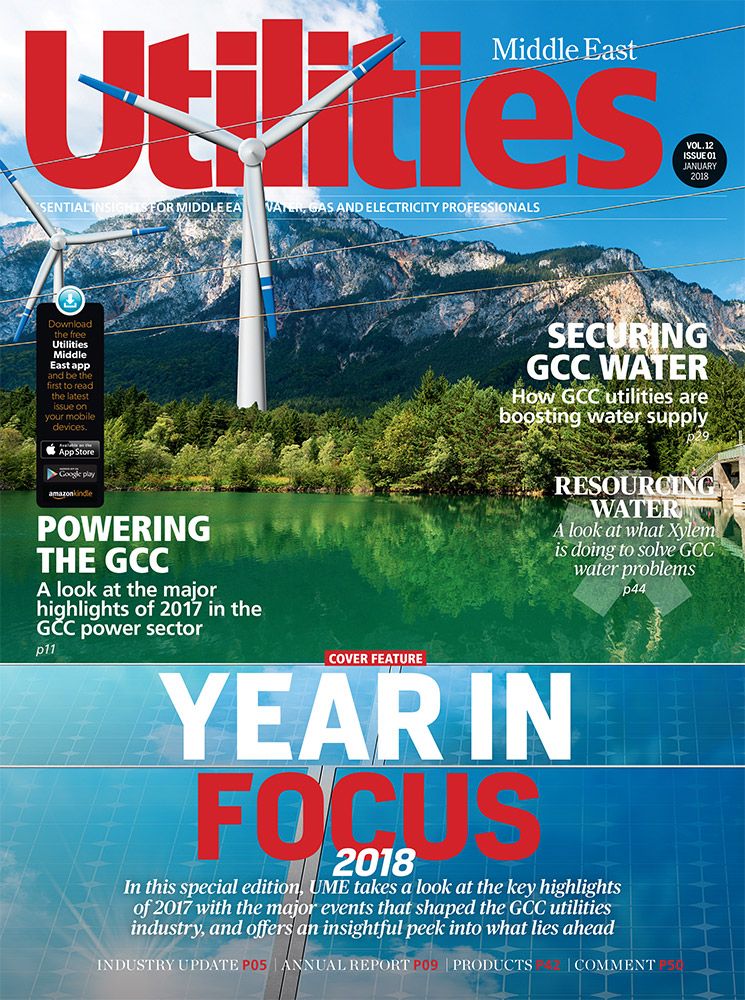 Utilities
Middle East
VOL.12
ISSUE 01
JANUARY
2018
SENTIAL INSIGHTS FOR MIDDLE EA WATER, GAS AND ELECTRICITY PROFESSIONALS
Download
the free
Utilities
Middle
East app
and be the
first to read
the latest
issue on
your mobile
devices.
Available on the
App Store
Google play
amazonkindle
SECURING
GCC WATER
How GCC utilities are
boosting water supply
p29
RESOURCING
WATER
A look at what Xylem
is doing to solve GCC
water problems
p44
POWERING
THE GCC
A look at the major
highlights of 2017 in the
GCC power sector
p11
COVER FEATURE
YEAR IN
FOCUS
2018
In this special edition, UME takes a look at the key highlights
of 2017 with the major events that shaped the GCC utilities
industry, and offers an insightful peek into what lies ahead
INDUSTRY UPDATE P05 | ANNUAL REPORT P09 | PRODUCTS P42 | COMMENT P50